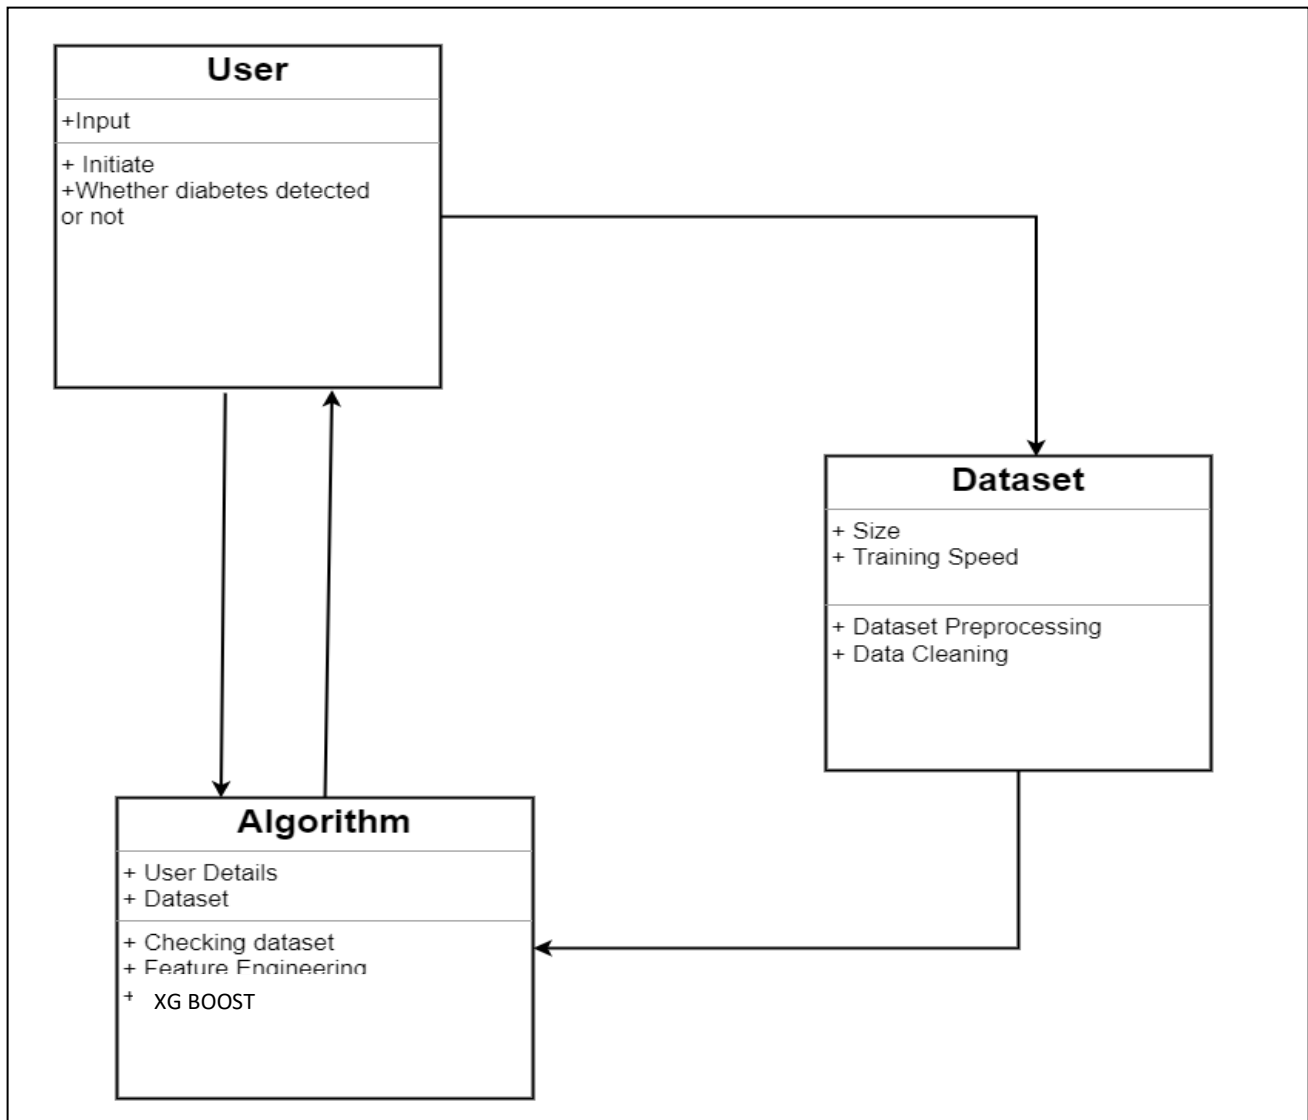 User
+Input
+ Initiate
+Whether diabetes detected
or not
Dataset
+ Size
+ Training Speed
+ Dataset Preprocessing
+ Data Cleaning
Algorithm
+ User Details
+ Dataset
+ Checking dataset
+ Feature Engineering
+ XG BOOST